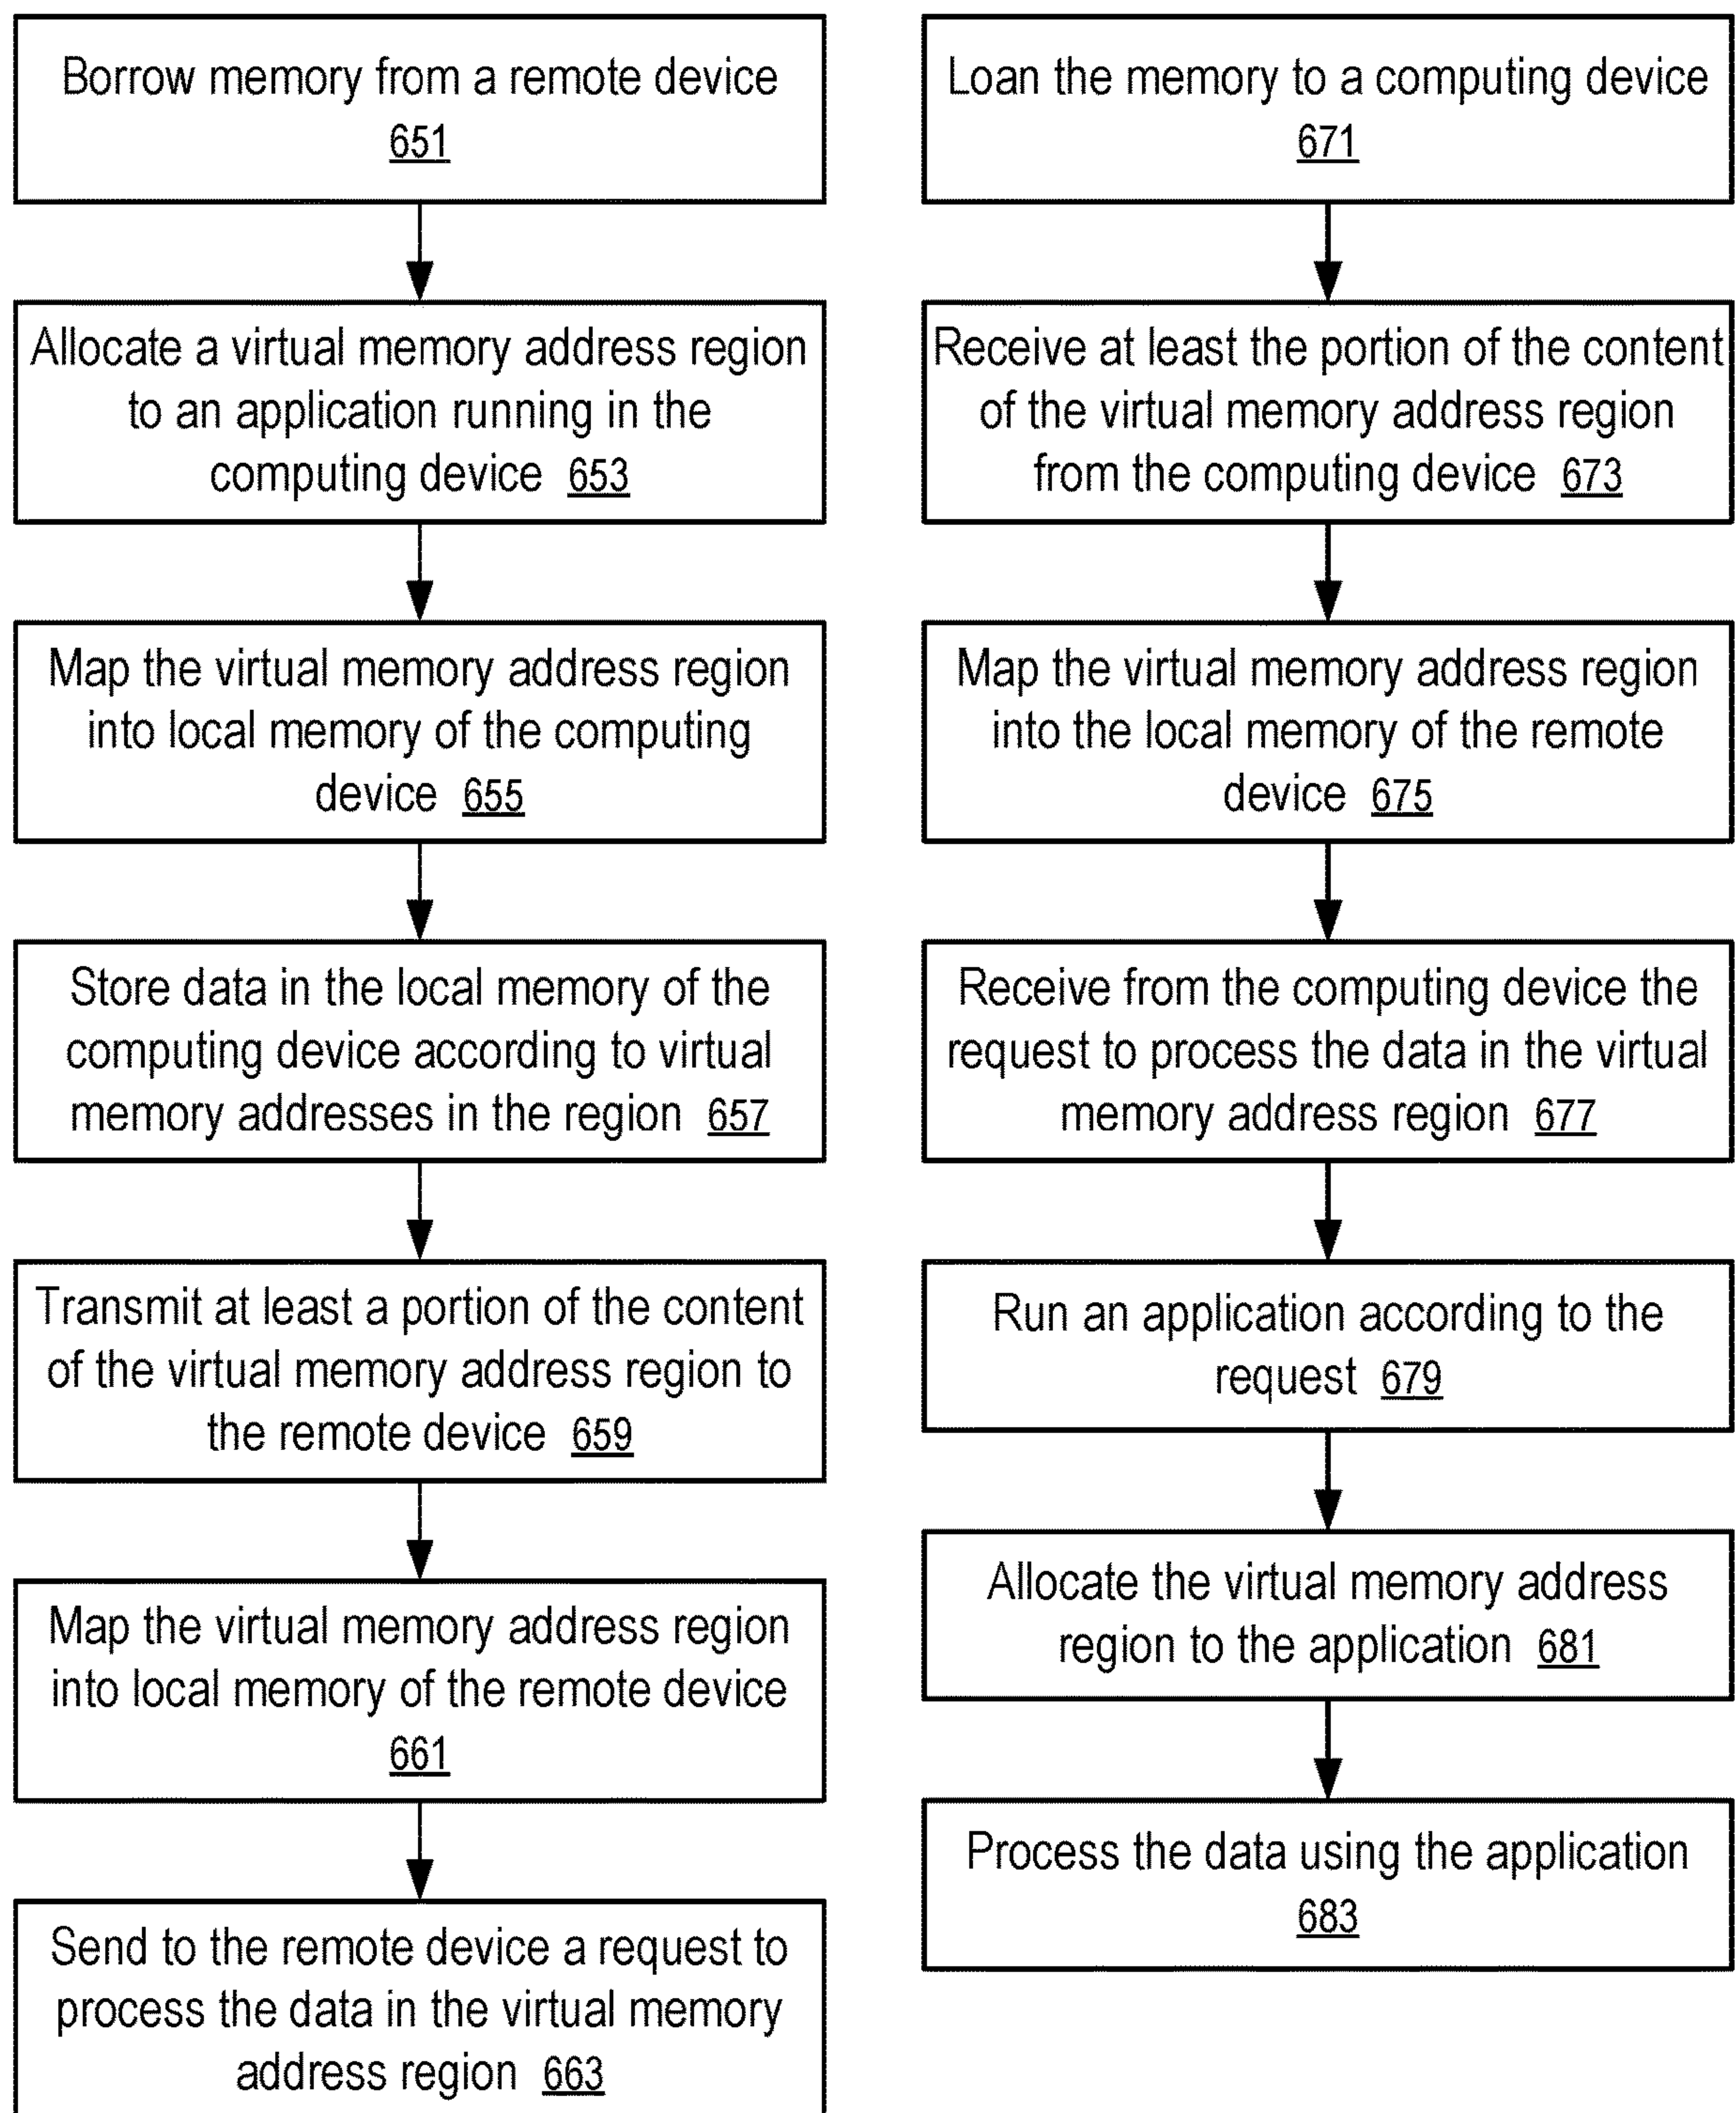 Borrow memory from a remote device
651
Allocate a virtual memory address region
to an application running in the
computing device 653
Map the virtual memory address region
into local memory of the computing
device 655
Store data in the local memory of the
computing device according to virtual
memory addresses in the region 657
Transmit at least a portion of the content
of the virtual memory address region to
the remote device 659
Map the virtual memory address region
into local memory of the remote device
661
Send to the remote device a request to
process the data in the virtual memory
address region 663
Loan the memory to a computing device
671
Receive at least the portion of the content
of the virtual memory address region
from the computing device 673
Map the virtual memory address region
into the local memory of the remote
device 675
Receive from the computing device the
request to process the data in the virtual
memory address region 677
Run an application according to the
request 679
Allocate the virtual memory address
region to the application 681
Process the data using the application
683